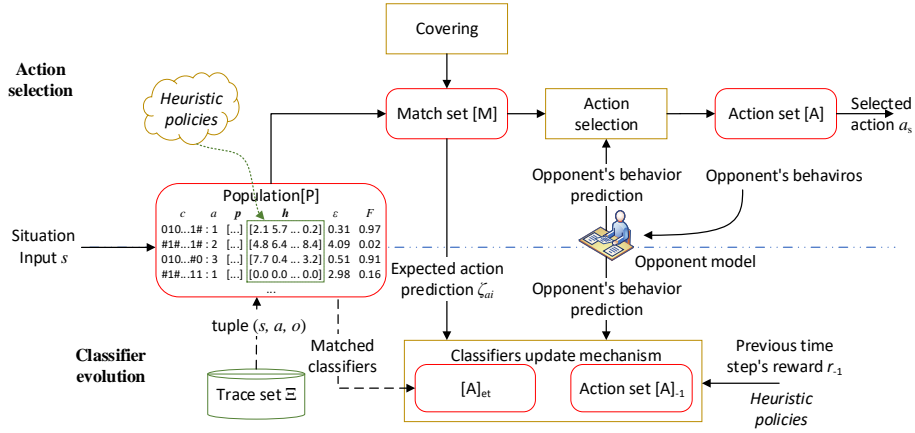 Covering
Action
selection
Heuristic
policies
Match set [M]
Action
selection
Action set [A]
Selected
action aₛ
Opponent's behavior
prediction
Opponent's behaviros
Population[P]
c a p h ε F
010...1# : 1 [...] [2.1 5.7 ... 0.2] 0.31 0.97
#1#...1# : 2 [...] [4.8 6.4 ... 8.4] 4.09 0.02
010...#0 : 3 [...] [7.7 0.4 ... 3.2] 0.51 0.91
#1#...11 : 1 [...] [0.0 0.0 ... 0.0] 2.98 0.16
...
Situation
Input s
Opponent model
Expected action
prediction ζai
Opponent's behavior
prediction
tuple (s, a, o)
Matched
classifiers
Classifier
evolution
Trace set Ξ
Classifiers update mechanism
[A]et
Action set [A]-1
Previous time
step's reward r-1
Heuristic
policies